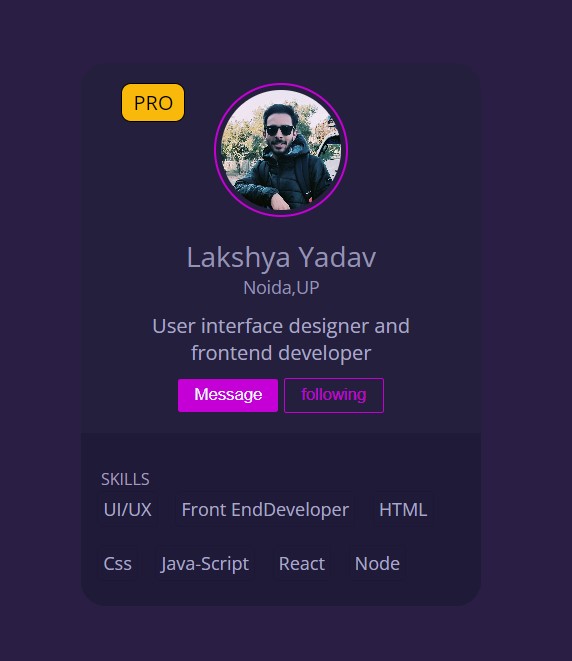 PRO
Lakshya Yadav
Noida,UP
User interface designer and
frontend developer
Message following
SKILLS
UI/UX Front EndDeveloper HTML
Css Java-Script React Node